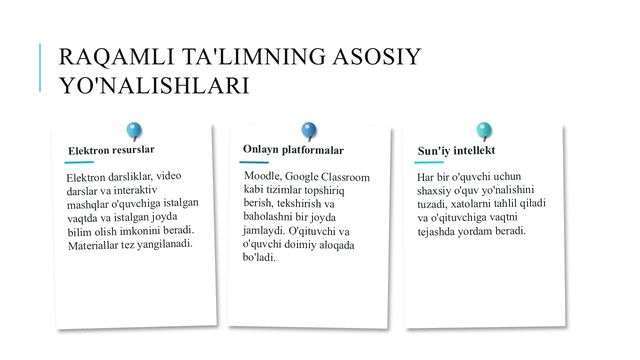 RAQAMLI TA'LIMNING ASOSIY
YO'NALISHLARI
Elektron resurslar
Elektron darsliklar, video
darslar va interaktiv
mashqlar o'quvchiga istalgan
vaqtda va istalgan joyda
bilim olish imkonini beradi.
Materiallar tez yangilanadi.
Onlayn platformalar
Moodle, Google Classroom
kabi tizimlar topshiriq
berish, tekshirish va
baholashni bir joyda
jamlaydi. O'qituvchi va
o'quvchi doimiy aloqada
bo'ladi.
Sun'iy intellekt
Har bir o'quvchi uchun
shaxsiy o'quv yo'nalishini
tuzadi, xatolarni tahlil qiladi
va o'qituvchiga vaqtni
tejashda yordam beradi.